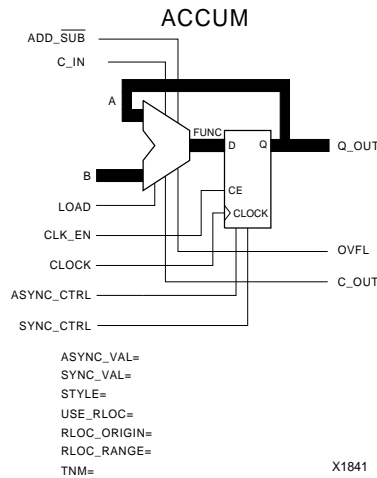 ACCUM
ADD_SUB
C_IN
A
FUNC
D Q
Q_OUT
B
CE
LOAD
CLK_EN
CLOCK
CLOCK
OVFL
C_OUT
ASYNC_CTRL
SYNC_CTRL
ASYNC_VAL=
SYNC_VAL=
STYLE=
USE_RLOC=
RLOC_ORIGIN=
RLOC_RANGE=
TNM=
X1841